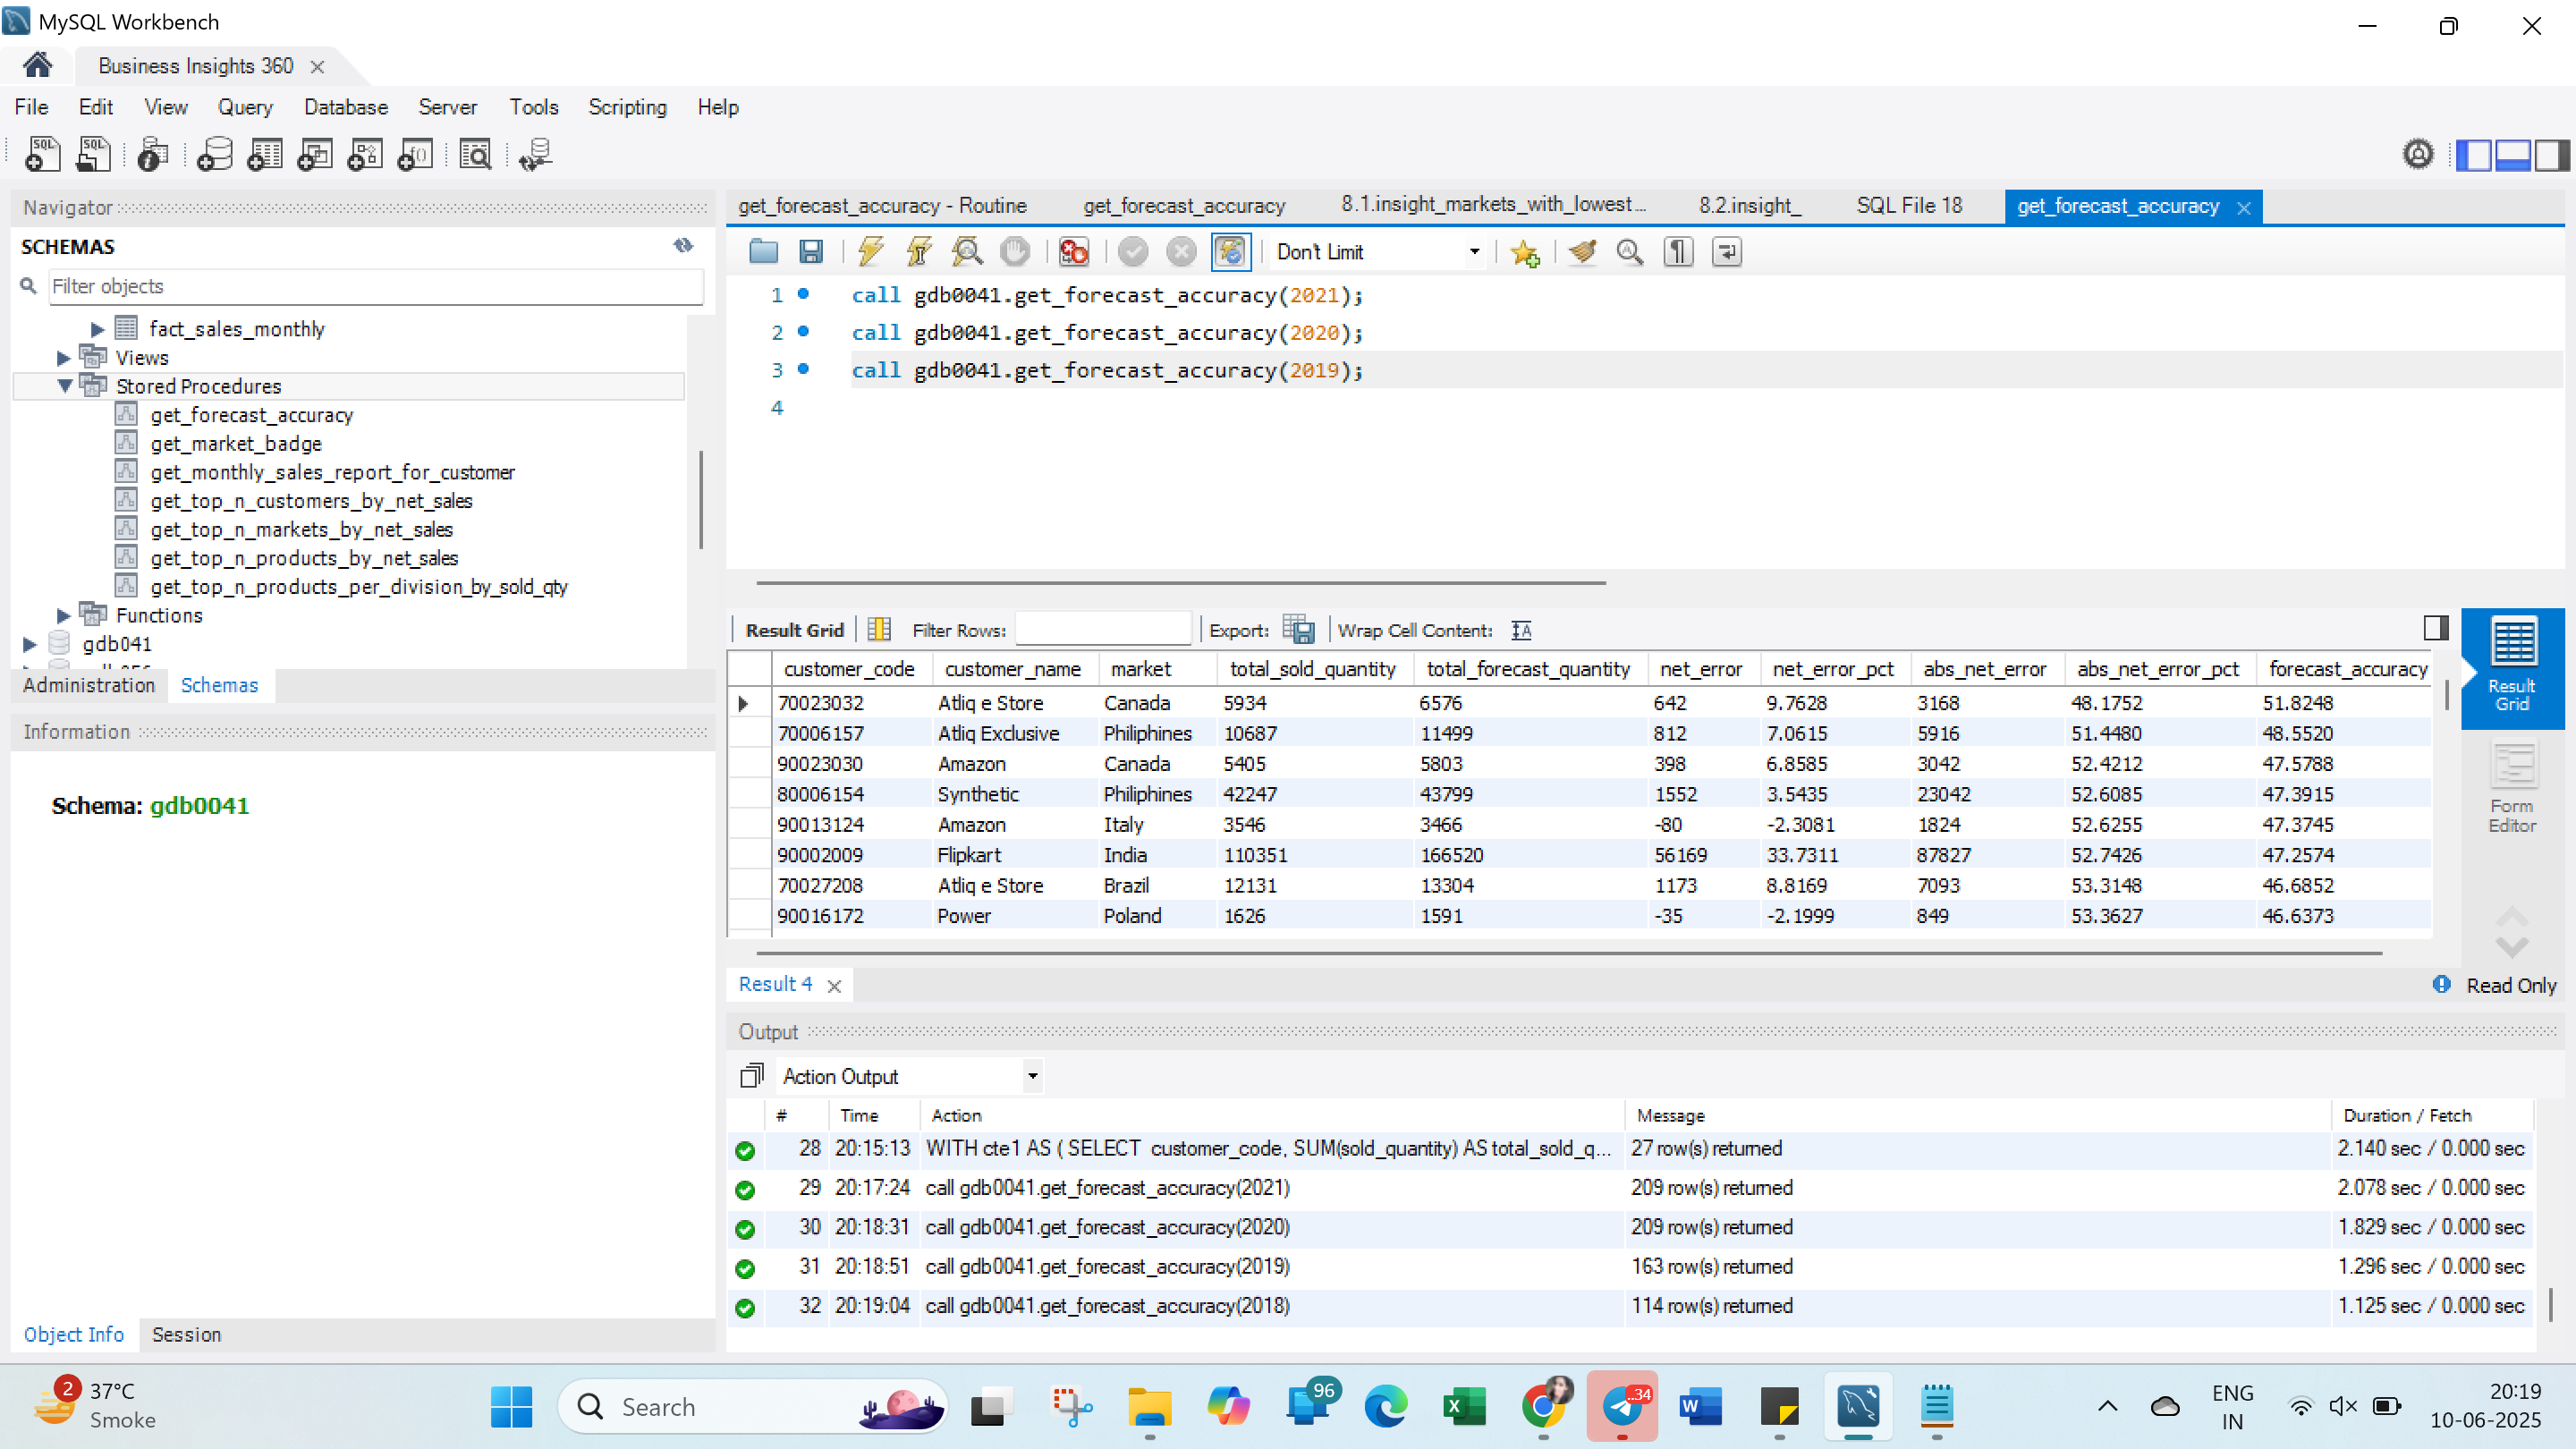 MySQL Workbench
Business Insights 360
File Edit View Query Database Server Tools Scripting Help
Navigator
SCHEMAS
Filter objects
fact_sales_monthly
Views
Stored Procedures
get_forecast_accuracy
get_market_badge
get_monthly_sales_report_for_customer
get_top_n_customers_by_net_sales
get_top_n_markets_by_net_sales
get_top_n_products_by_net_sales
get_top_n_products_per_division_by_sold_qty
Functions
gdb041
Administration Schemas
Information
Schema: gdb0041
Object Info Session
get_forecast_accuracy - Routine get_forecast_accuracy 8.1.insight_markets_with_lowest... 8.2.insight_ SQL File 18 get_forecast_accuracy
Don't Limit
1 call gdb0041.get_forecast_accuracy(2021);
2 call gdb0041.get_forecast_accuracy(2020);
3 call gdb0041.get_forecast_accuracy(2019);
4
Result Grid Filter Rows: Export: Wrap Cell Content:
customer_code customer_name market total_sold_quantity total_forecast_quantity net_error net_error_pct abs_net_error abs_net_error_pct forecast_accuracy
70023032 Atliq e Store Canada 5934 6576 642 9.7628 3168 48.1752 51.8248
70006157 Atliq Exclusive Philiphines 10687 11499 812 7.0615 5916 51.4480 48.5520
90023030 Amazon Canada 5405 5803 398 6.8585 3042 52.4212 47.5788
80006154 Synthetic Philiphines 42247 43799 1552 3.5435 23042 52.6085 47.3915
90013124 Amazon Italy 3546 3466 -80 -2.3081 1824 52.6255 47.3745
90002009 Flipkart India 110351 166520 56169 33.7311 87827 52.7426 47.2574
70027208 Atliq e Store Brazil 12131 13304 1173 8.8169 7093 53.3148 46.6852
90016172 Power Poland 1626 1591 -35 -2.1999 849 53.3627 46.6373
Result Grid
Form Editor
Result 4
Read Only
Output
Action Output
# Time Action Message Duration / Fetch
28 20:15:13 WITH cte1 AS ( SELECT customer_code, SUM(sold_quantity) AS total_sold_q... 27 row(s) returned 2.140 sec / 0.000 sec
29 20:17:24 call gdb0041.get_forecast_accuracy(2021) 209 row(s) returned 2.078 sec / 0.000 sec
30 20:18:31 call gdb0041.get_forecast_accuracy(2020) 209 row(s) returned 1.829 sec / 0.000 sec
31 20:18:51 call gdb0041.get_forecast_accuracy(2019) 163 row(s) returned 1.296 sec / 0.000 sec
32 20:19:04 call gdb0041.get_forecast_accuracy(2018) 114 row(s) returned 1.125 sec / 0.000 sec
2 37°C
Smoke
Search
96
..34
ENG
IN
20:19
10-06-2025